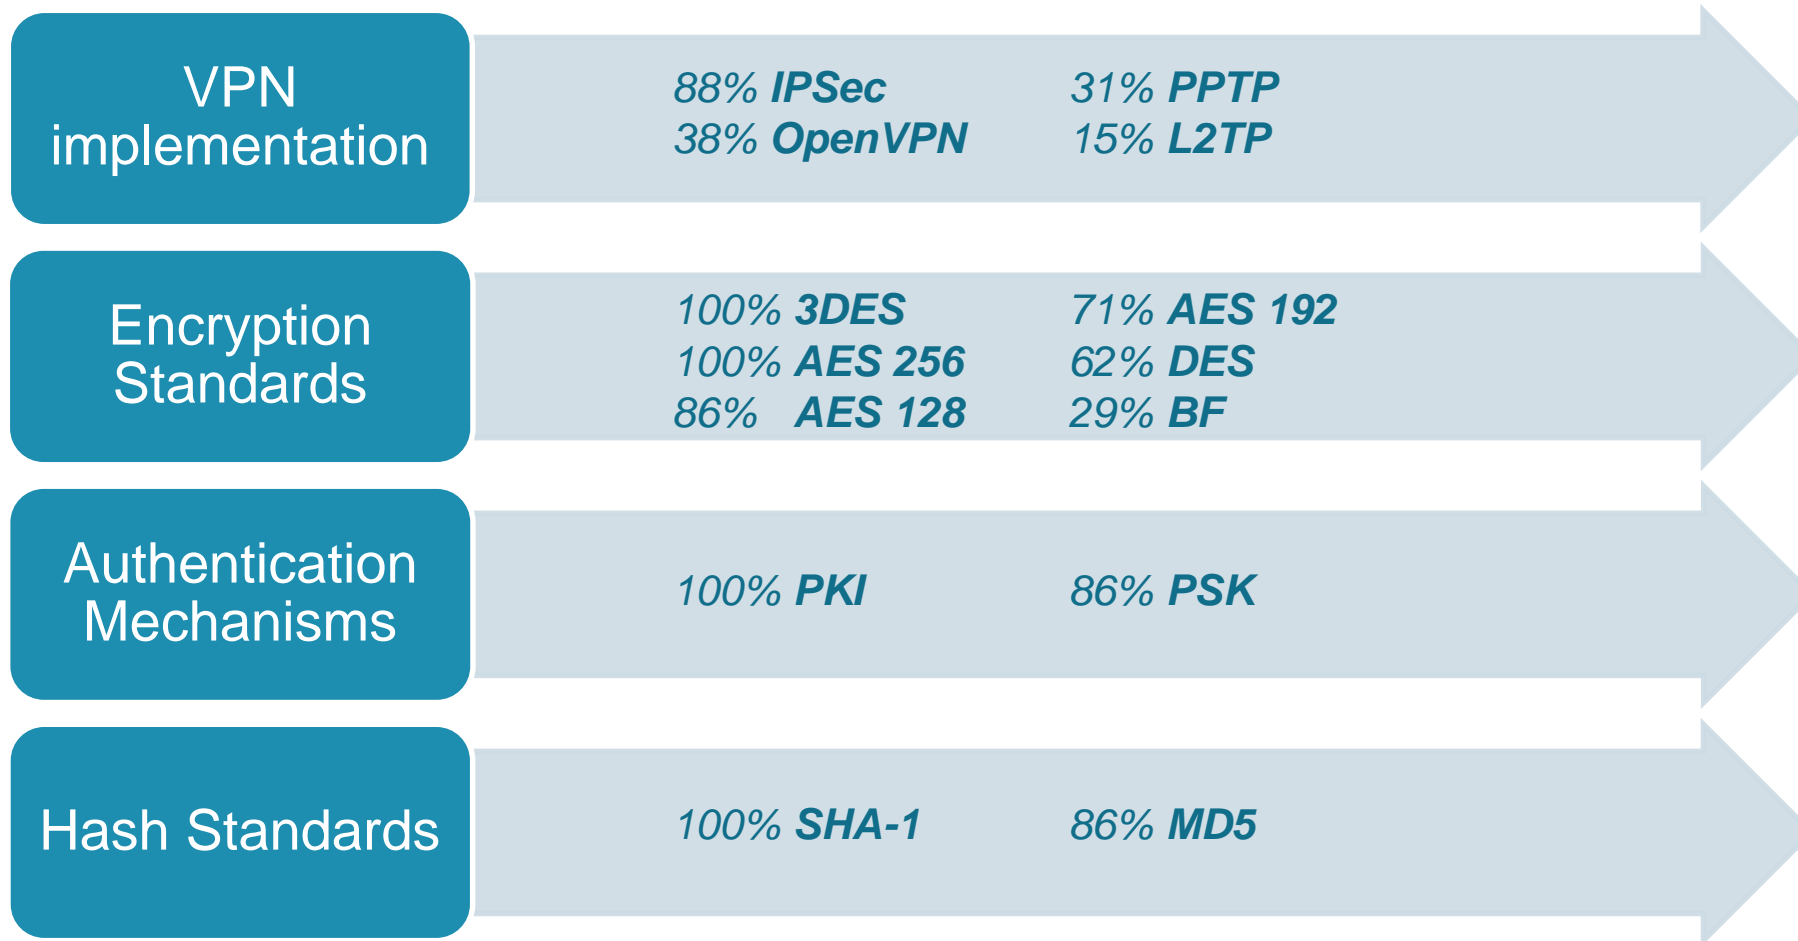 VPN
implementation
88% IPSec 31% PPTP
38% OpenVPN 15% L2TP
Encryption
Standards
100% 3DES 71% AES 192
100% AES 256 62% DES
86% AES 128 29% BF
Authentication
Mechanisms
100% PKI 86% PSK
Hash Standards
100% SHA-1 86% MD5